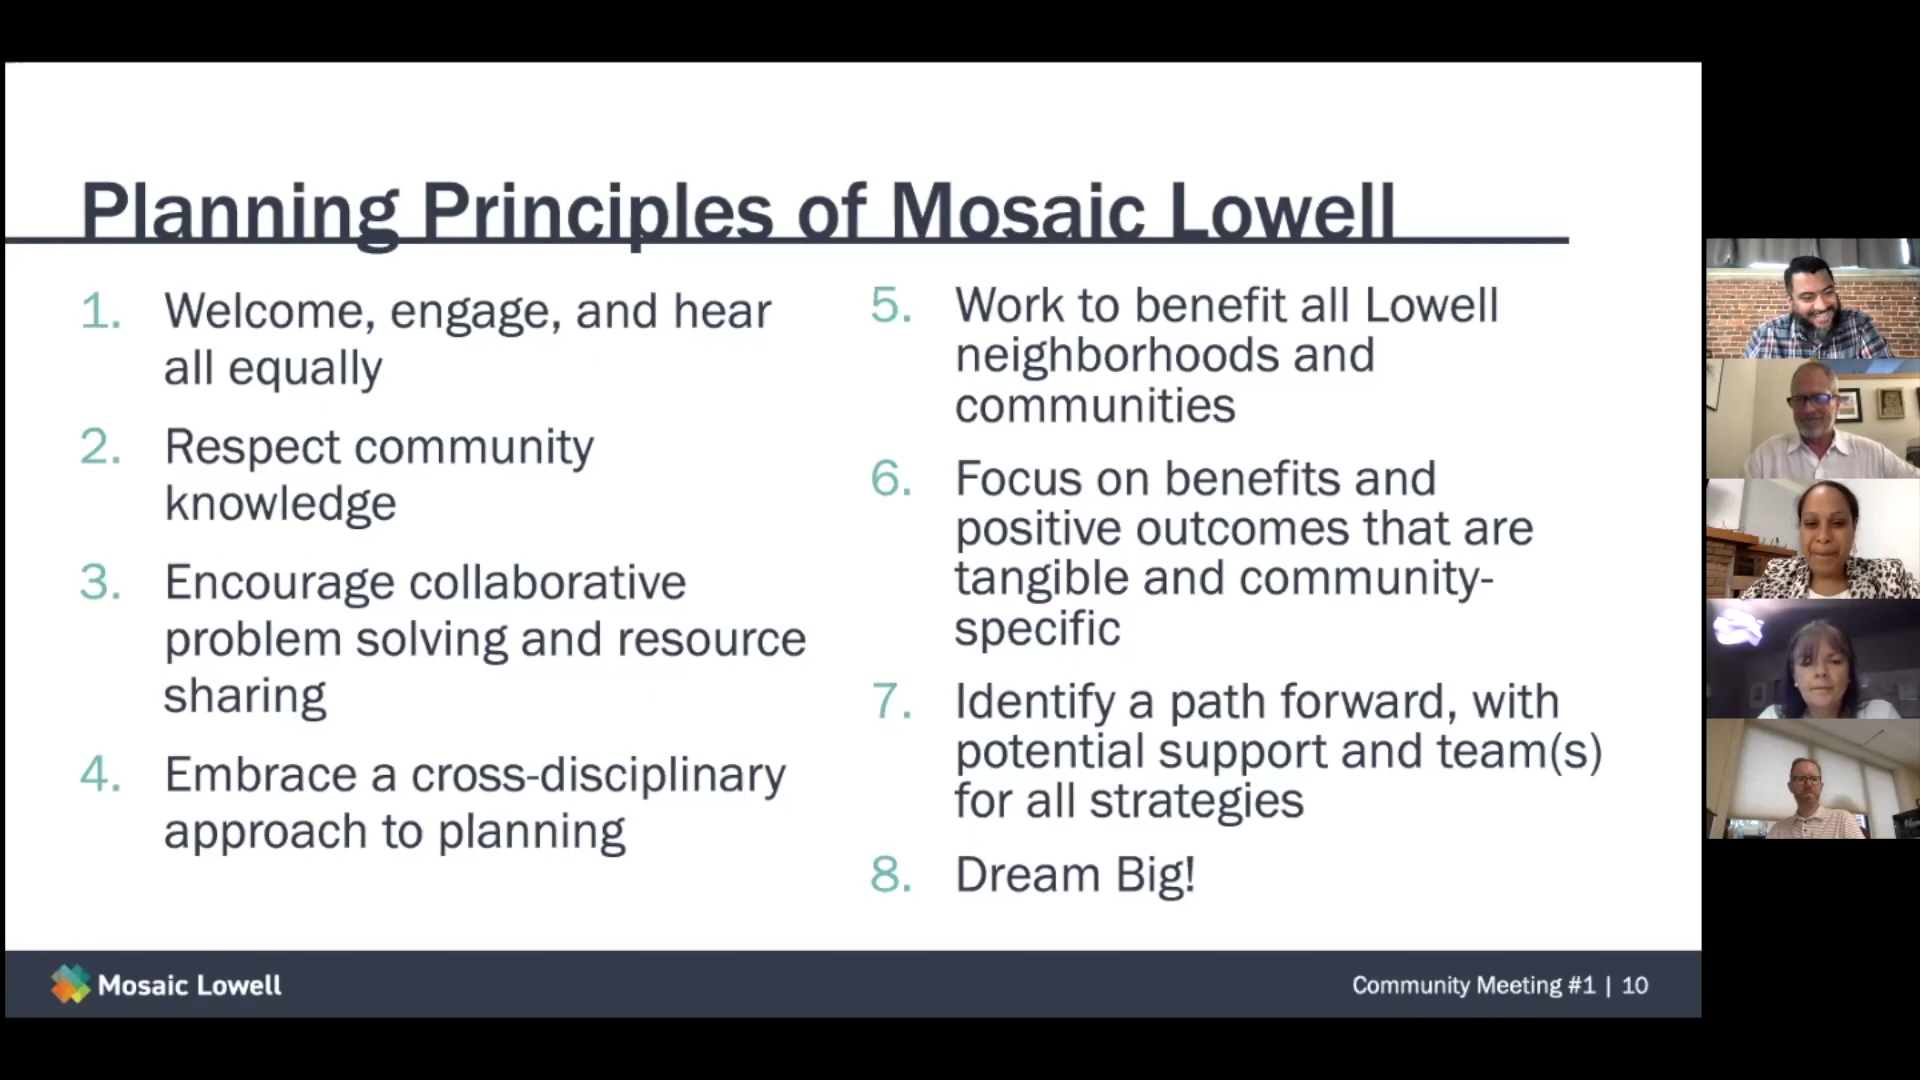 Planning Principles of Mosaic Lowell
1. Welcome, engage, and hear
all equally
2. Respect community
knowledge
3. Encourage collaborative
problem solving and resource
sharing
4. Embrace a cross-disciplinary
approach to planning
5. Work to benefit all Lowell
neighborhoods and
communities
6. Focus on benefits and
positive outcomes that are
tangible and community-
specific
7. Identify a path forward, with
potential support and team(s)
for all strategies
8. Dream Big!
Mosaic Lowell
Community Meeting #1 | 10